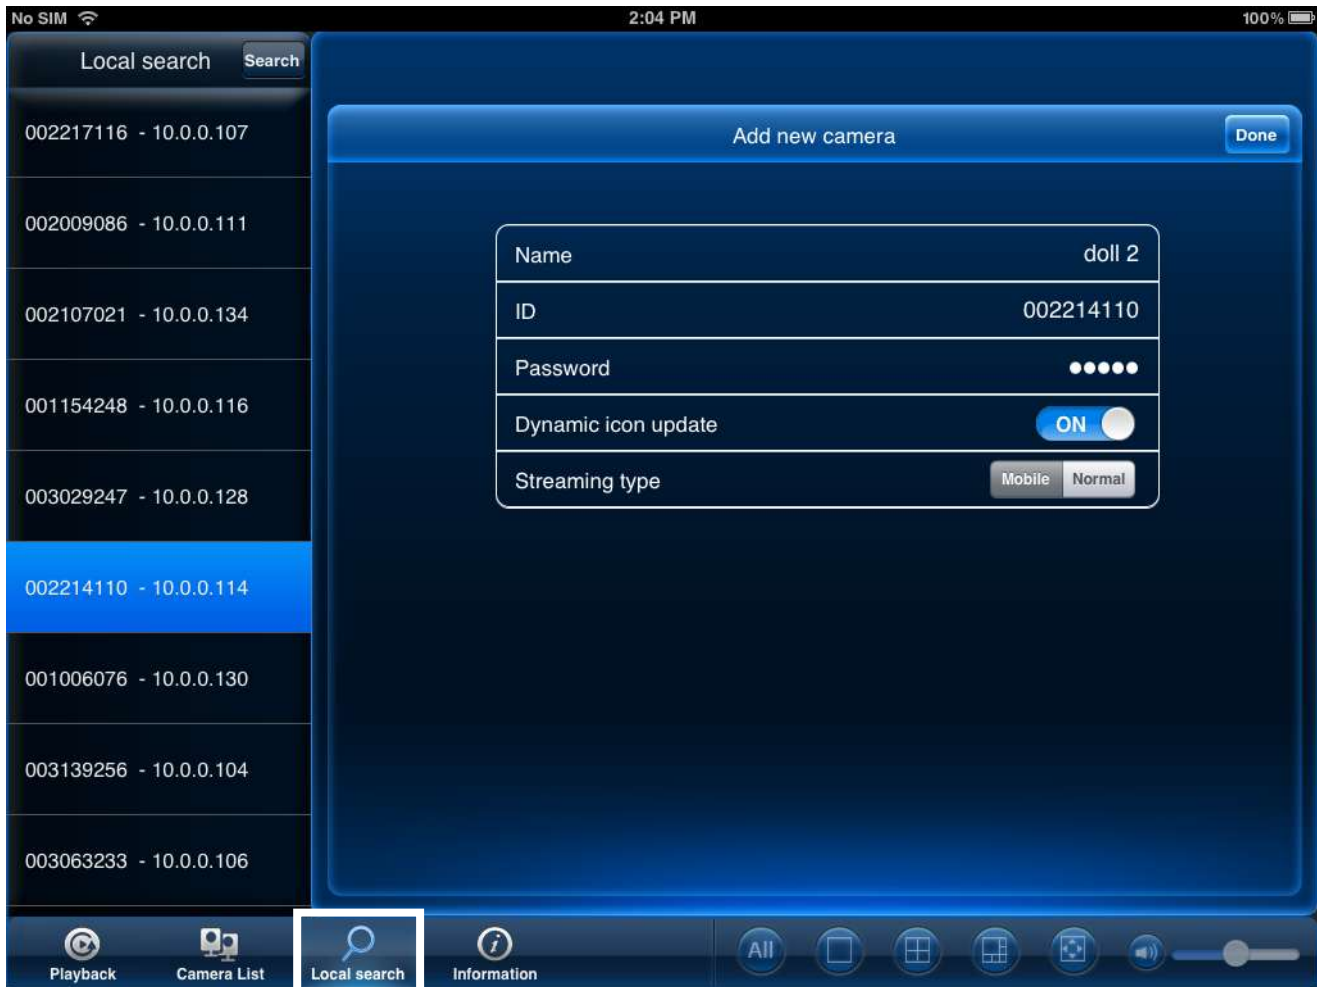 No SIM 2:04 PM 100%
Local search Search
002217116 - 10.0.0.107
002009086 - 10.0.0.111
002107021 - 10.0.0.134
001154248 - 10.0.0.116
003029247 - 10.0.0.128
002214110 - 10.0.0.114
001006076 - 10.0.0.130
003139256 - 10.0.0.104
003063233 - 10.0.0.106
Add new camera Done
Name doll 2
ID 002214110
Password •••••
Dynamic icon update ON
Streaming type Mobile Normal
Playback Camera List Local search Information All